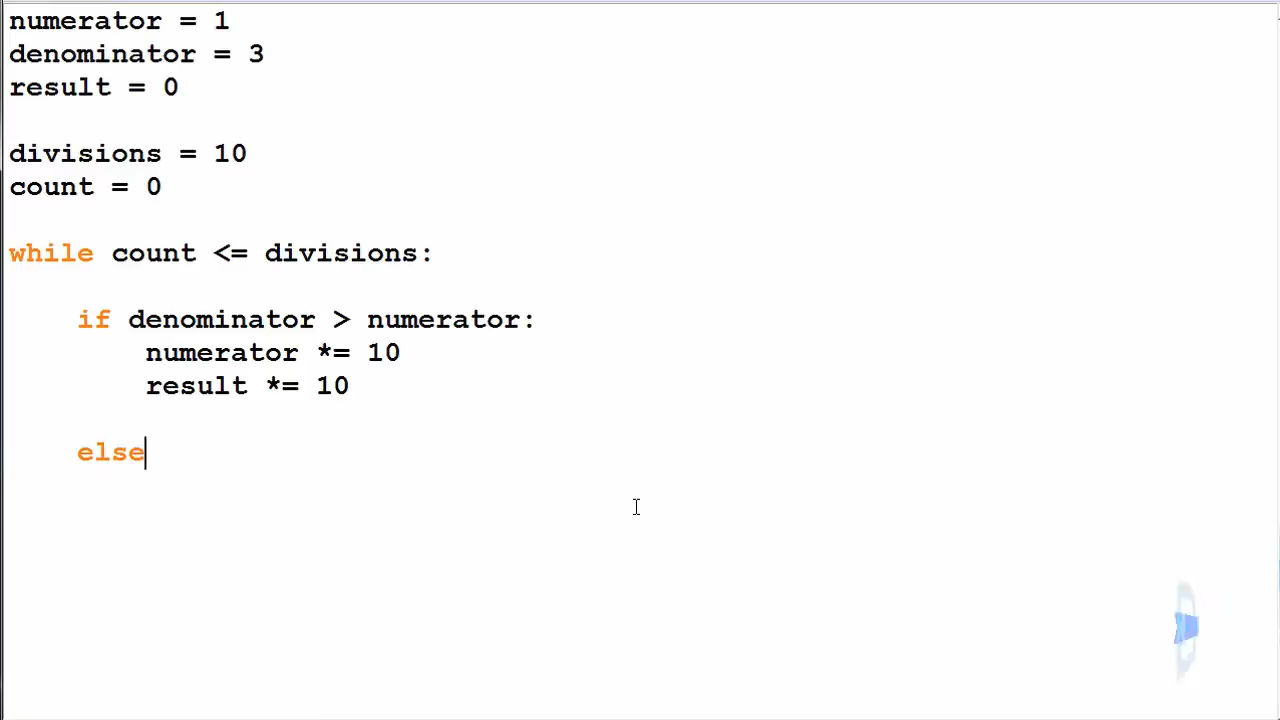 numerator = 1
denominator = 3
result = 0
divisions = 10
count = 0
while count <= divisions:
if denominator > numerator:
numerator *= 10
result *= 10
else